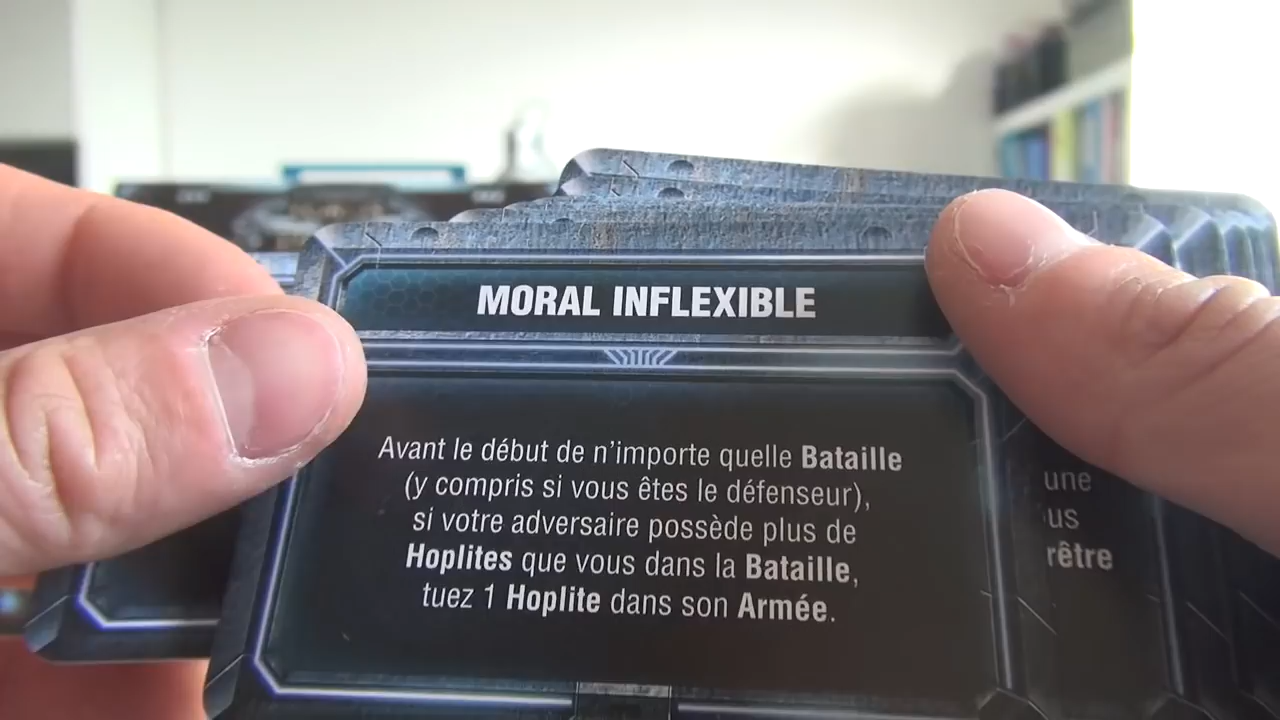 MORAL INFLEXIBLE
Avant le début de n'importe quelle Bataille
(y compris si vous êtes le défenseur),
si votre adversaire possède plus de
Hoplites que vous dans la Bataille,
tuez 1 Hoplite dans son Armée.
une
us
rêtre